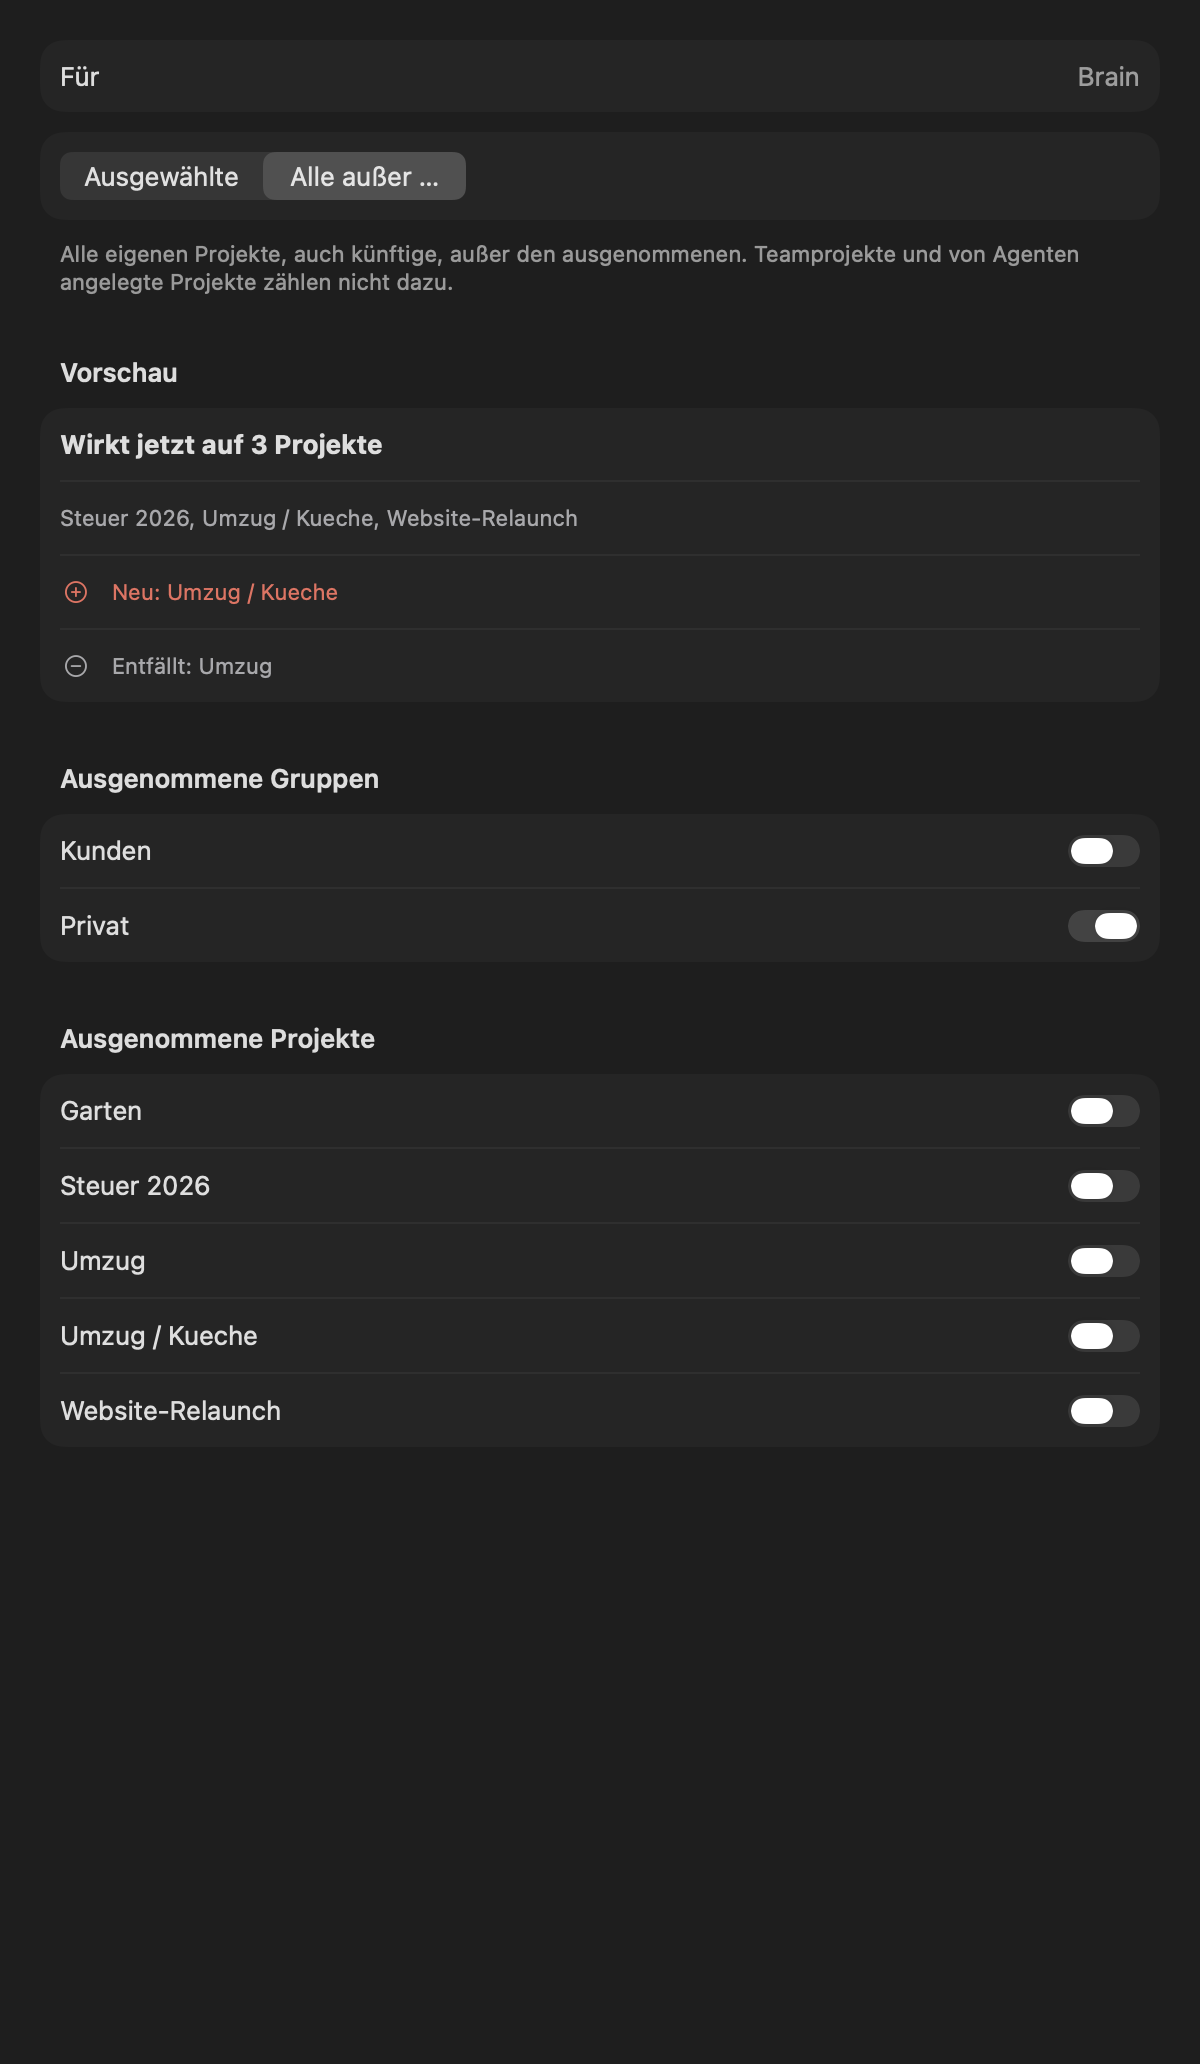 Für
Brain
Ausgewählte
Alle außer ...
Alle eigenen Projekte, auch künftige, außer den ausgenommenen. Teamprojekte und von Agenten
angelegte Projekte zählen nicht dazu.
Vorschau
Wirkt jetzt auf 3 Projekte
Steuer 2026, Umzug / Kueche, Website-Relaunch
Neu: Umzug / Kueche
Entfällt: Umzug
Ausgenommene Gruppen
Kunden
Privat
Ausgenommene Projekte
Garten
Steuer 2026
Umzug
Umzug / Kueche
Website-Relaunch